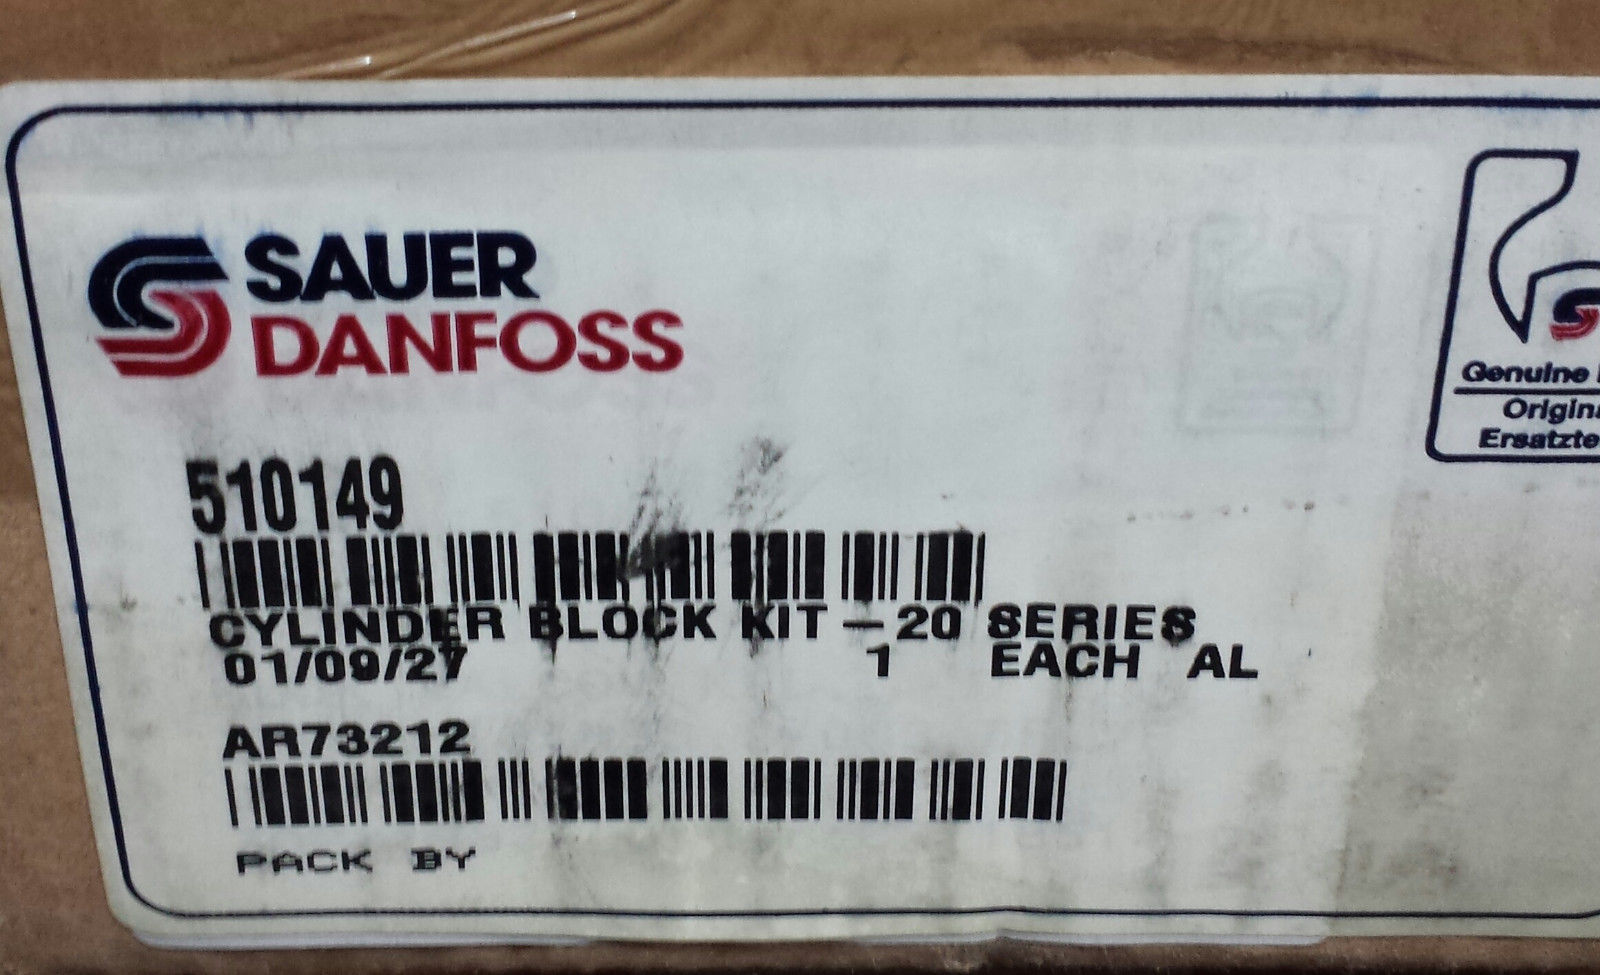 SAUER
DANFOSS
Genuine
Origina
Ersatzte
510149
CYLINDER BLOCK KIT - 20 SERIES
01/09/27 1 EACH AL
AR73212
PACK BY